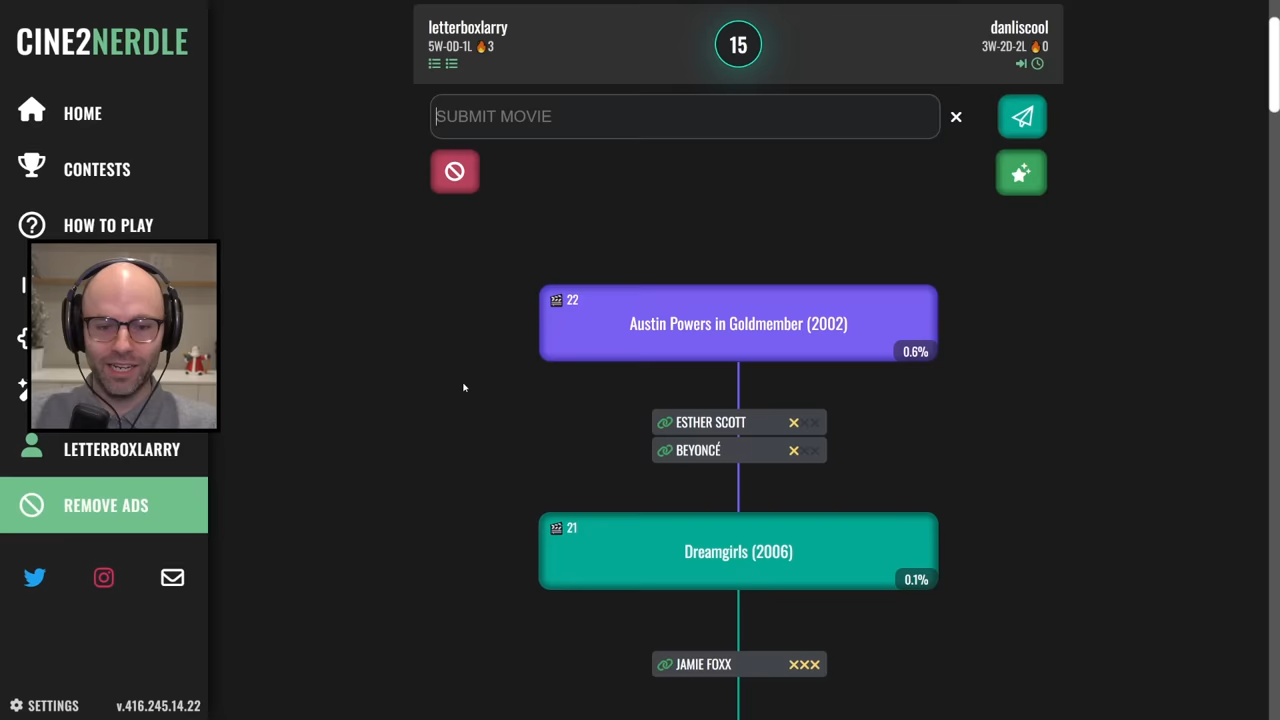 CINE2NERDLE
HOME
CONTESTS
HOW TO PLAY
LETTERBOXLARRY
REMOVE ADS
SETTINGS
v.416.245.14.22
letterboxlarry
5W-0D-1L 🔥3
15
danliscool
3W-2D-2L 🔥0
SUBMIT MOVIE
22
Austin Powers in Goldmember (2002)
0.6%
ESTHER SCOTT
BEYONCÉ
21
Dreamgirls (2006)
0.1%
JAMIE FOXX